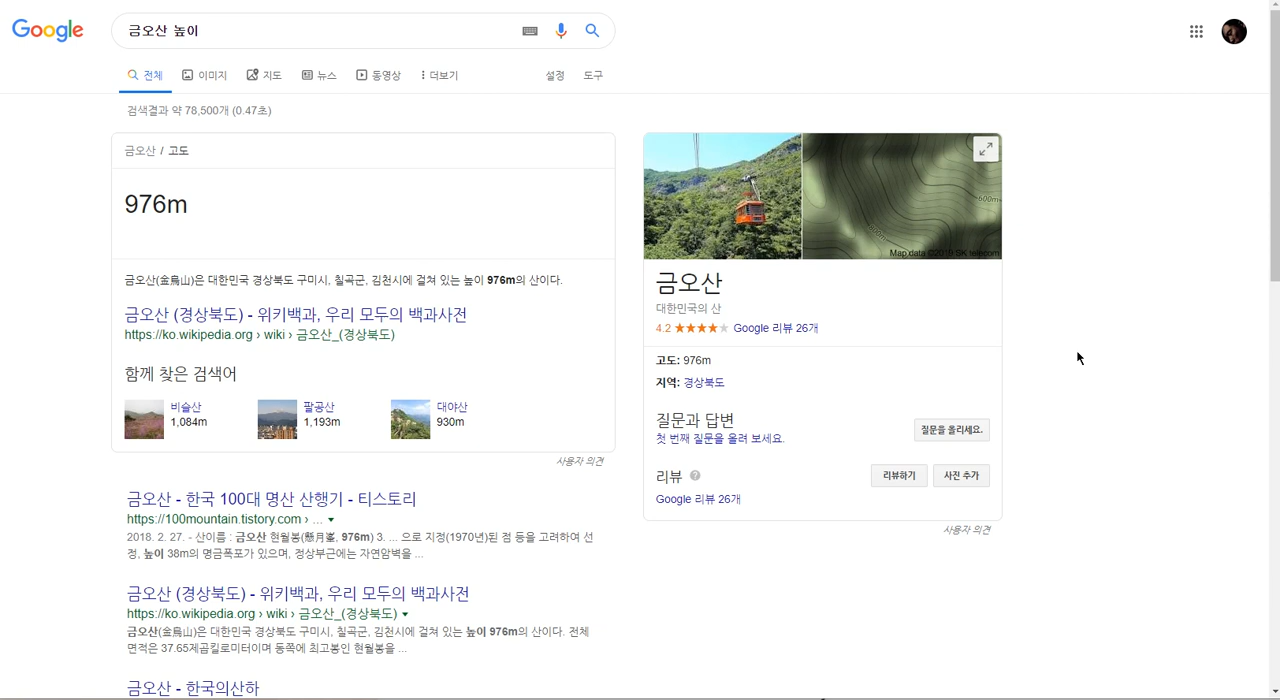 Google
금오산 높이
전체 이미지 지도 뉴스 동영상 더보기 설정 도구
검색결과 약 78,500개 (0.47초)
금오산 / 고도
976m
금오산(金烏山)은 대한민국 경상북도 구미시, 칠곡군, 김천시에 걸쳐 있는 높이 976m의 산이다.
금오산 (경상북도) - 위키백과, 우리 모두의 백과사전
https://ko.wikipedia.org › wiki › 금오산_(경상북도)
함께 찾은 검색어
비슬산
1,084m
팔공산
1,193m
대야산
930m
사용자 의견
금오산 - 한국 100대 명산 산행기 - 티스토리
https://100mountain.tistory.com › ...
2018. 2. 27. - 산이름 : 금오산 현월봉(懸月峯, 976m) 3. ... 으로 지정(1970년)된 점 등을 고려하여 선
정, 높이 38m의 명금폭포가 있으며, 정상부근에는 자연암벽을 ...
금오산 (경상북도) - 위키백과, 우리 모두의 백과사전
https://ko.wikipedia.org › wiki › 금오산_(경상북도)
금오산(金烏山)은 대한민국 경상북도 구미시, 칠곡군, 김천시에 걸쳐 있는 높이 976m의 산이다. 전체
면적은 37.65제곱킬로미터이며 동쪽에 최고봉인 현월봉을 ...
금오산 - 한국의산하
600m
Map data ©2019 SK telecom
금오산
대한민국의 산
4.2 Google 리뷰 26개
고도: 976m
지역: 경상북도
질문과 답변
첫 번째 질문을 올려 보세요.
질문을 올리세요.
리뷰
리뷰하기 사진 추가
Google 리뷰 26개
사용자 의견